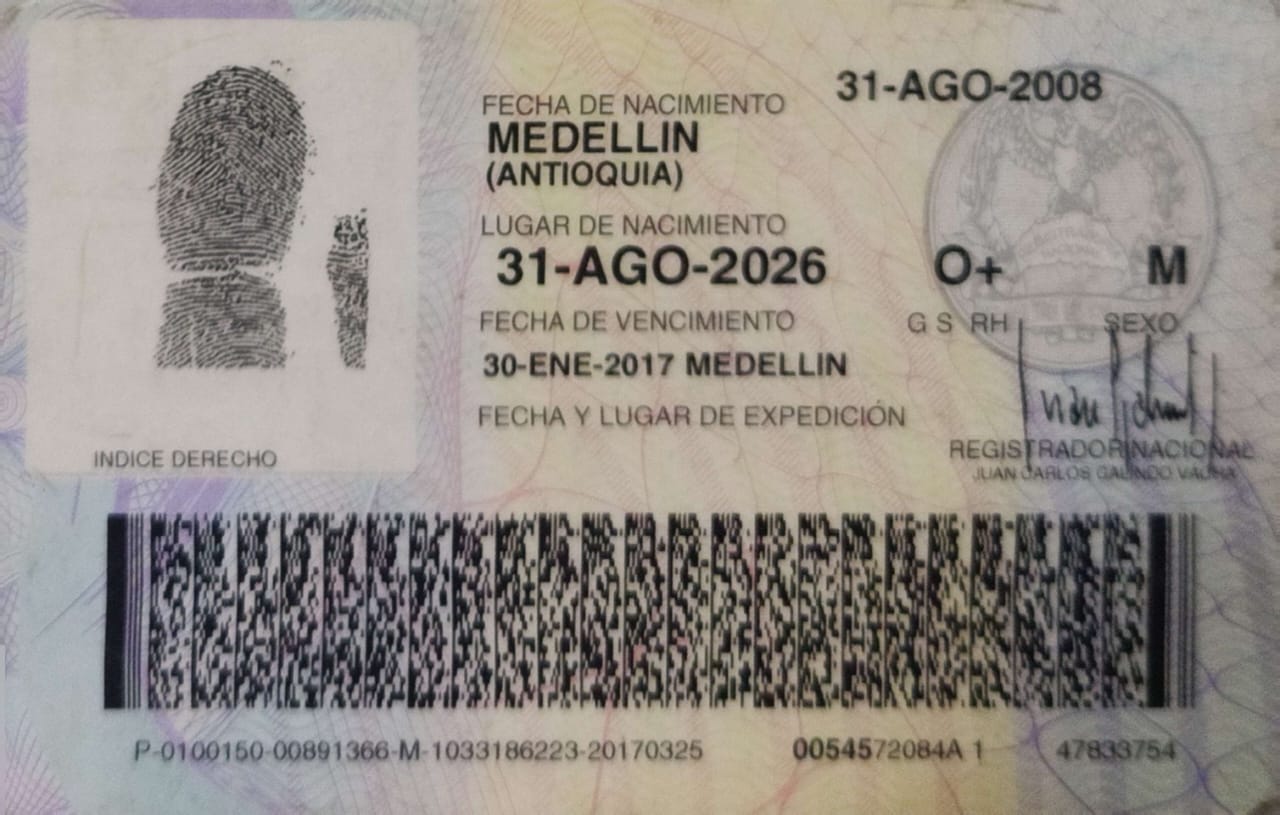 FECHA DE NACIMIENTO 31-AGO-2008
MEDELLIN
(ANTIOQUIA)
LUGAR DE NACIMIENTO
31-AGO-2026 O+ M
FECHA DE VENCIMIENTO G S RH SEXO
30-ENE-2017 MEDELLIN
FECHA Y LUGAR DE EXPEDICIÓN
REGISTRADOR NACIONAL
JUAN CARLOS GALINDO VACHA
INDICE DERECHO
P-0100150-00891366-M-1033186223-20170325 0054572084A 1 47833754